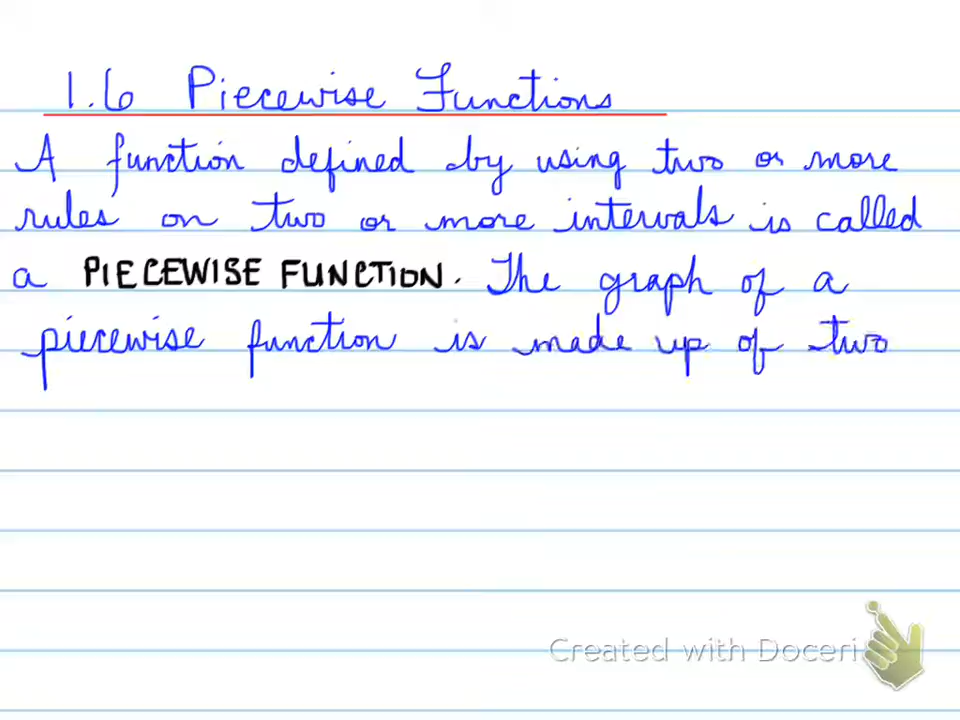 1.6 Piecewise Functions
A function defined by using two or more
rules on two or more intervals is called
a PIECEWISE FUNCTION. The graph of a
piecewise function is made up of two
Created with Doceri